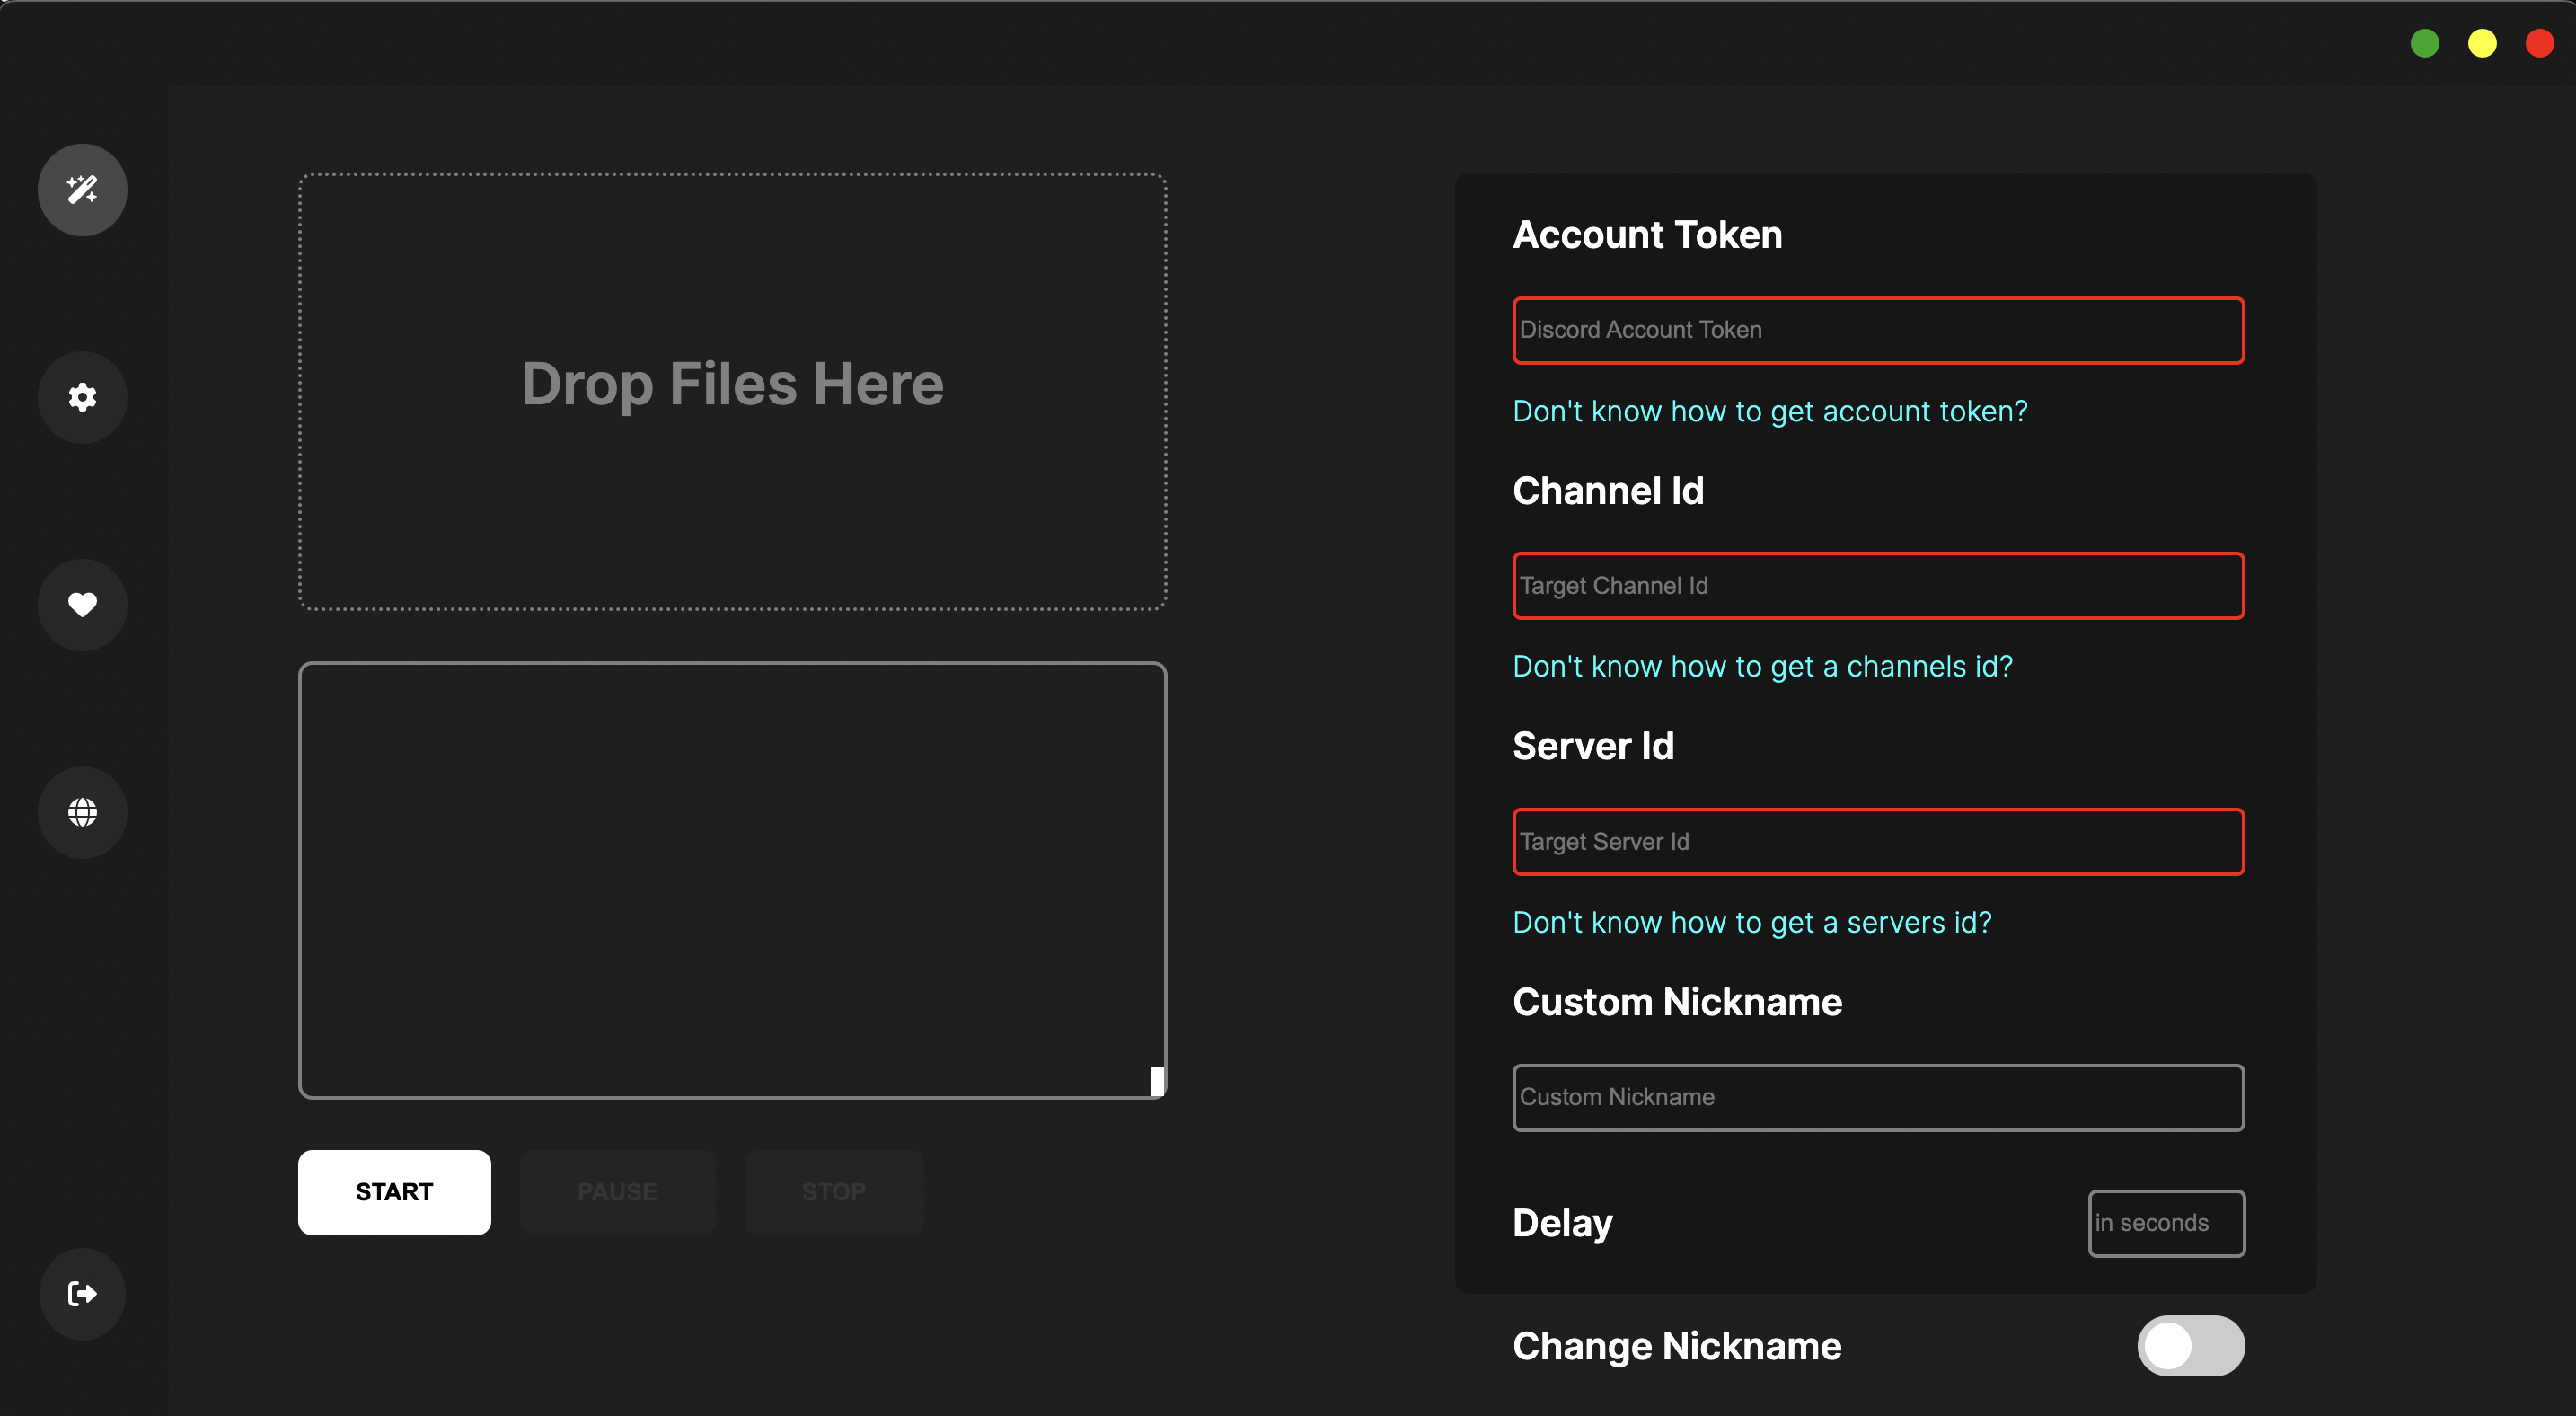 Drop Files Here
START
PAUSE
STOP
Account Token
Discord Account Token
Don't know how to get account token?
Channel Id
Target Channel Id
Don't know how to get a channels id?
Server Id
Target Server Id
Don't know how to get a servers id?
Custom Nickname
Custom Nickname
Delay
in seconds
Change Nickname